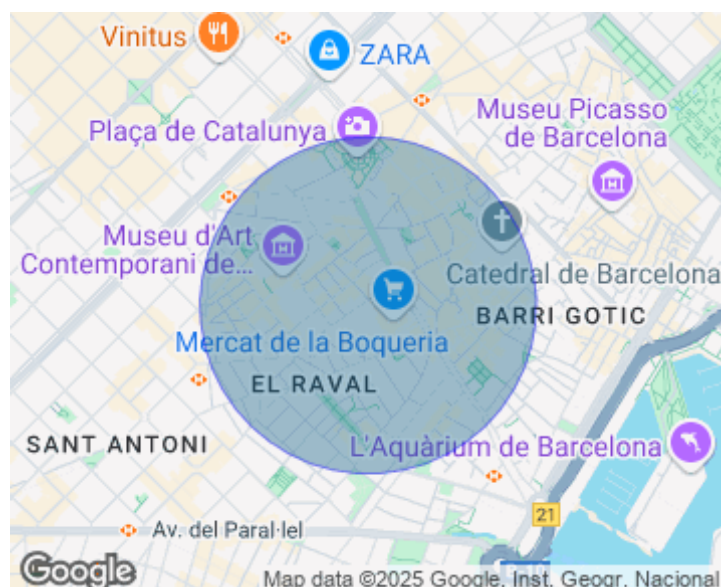 Vinitus
ZARA
Plaça de Catalunya
Museu Picasso
de Barcelona
Museu d'Art
Contemporani de...
Catedral de Barcelona
BARRI GOTIC
Mercat de la Boqueria
EL RAVAL
SANT ANTONI
L'Aquàrium de Barcelona
21
Av. del Paral·lel
Google
Map data ©2025 Google, Inst. Geogr. Nacional